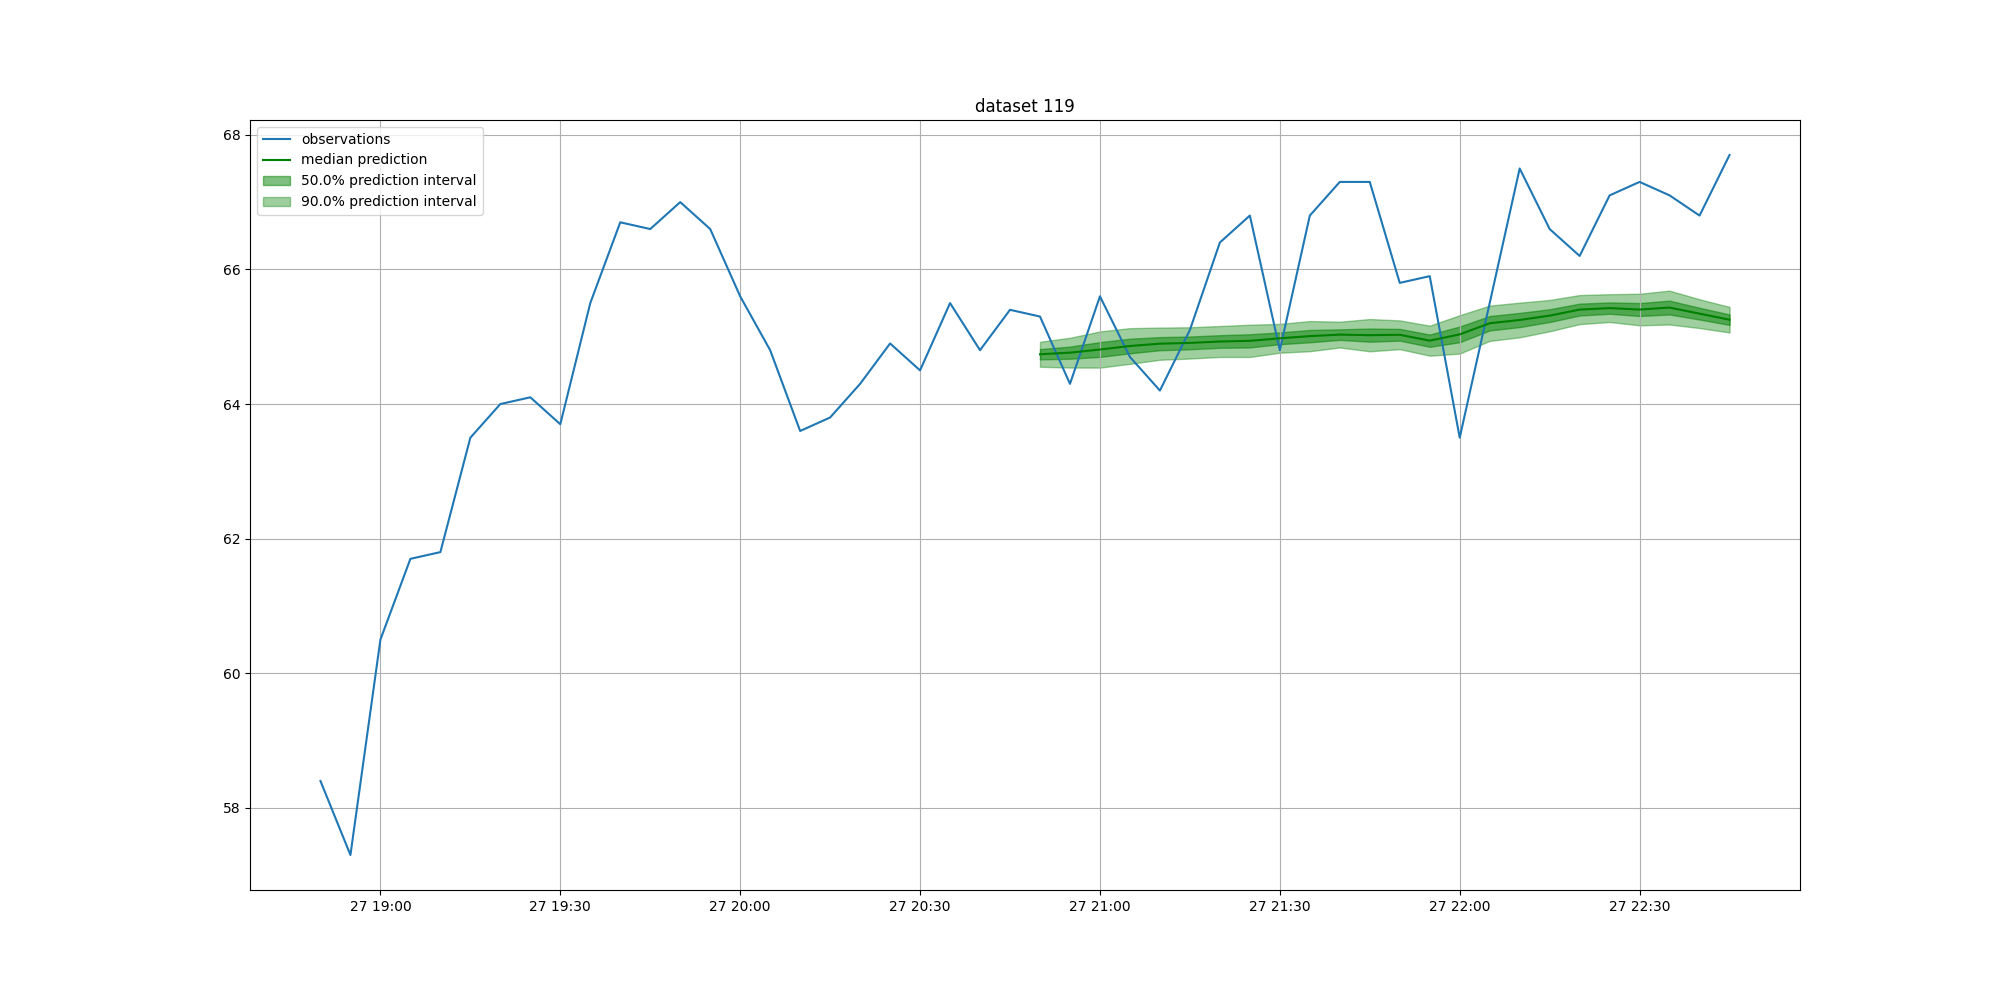 dataset 119
observations
median prediction
50.0% prediction interval
90.0% prediction interval
68
66
64
62
60
58
27 19:00
27 19:30
27 20:00
27 20:30
27 21:00
27 21:30
27 22:00
27 22:30